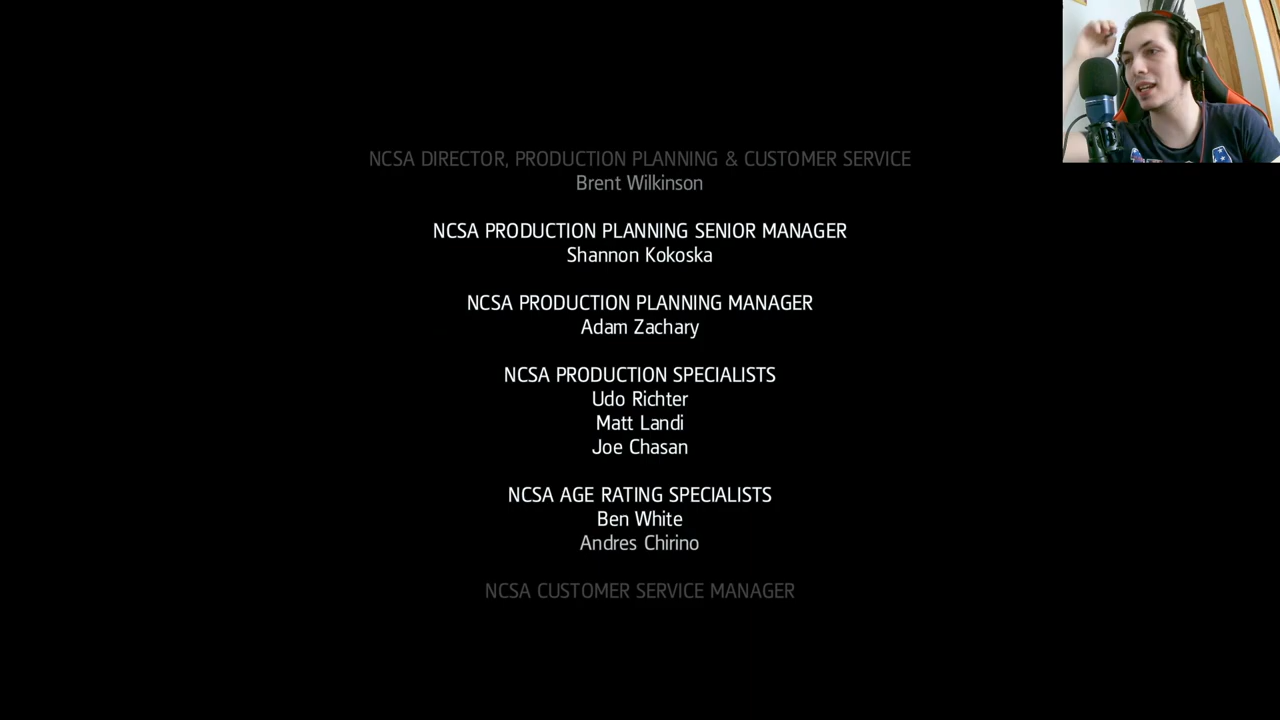 NCSA DIRECTOR, PRODUCTION PLANNING & CUSTOMER SERVICE
Brent Wilkinson
NCSA PRODUCTION PLANNING SENIOR MANAGER
Shannon Kokoska
NCSA PRODUCTION PLANNING MANAGER
Adam Zachary
NCSA PRODUCTION SPECIALISTS
Udo Richter
Matt Landi
Joe Chasan
NCSA AGE RATING SPECIALISTS
Ben White
Andres Chirino
NCSA CUSTOMER SERVICE MANAGER